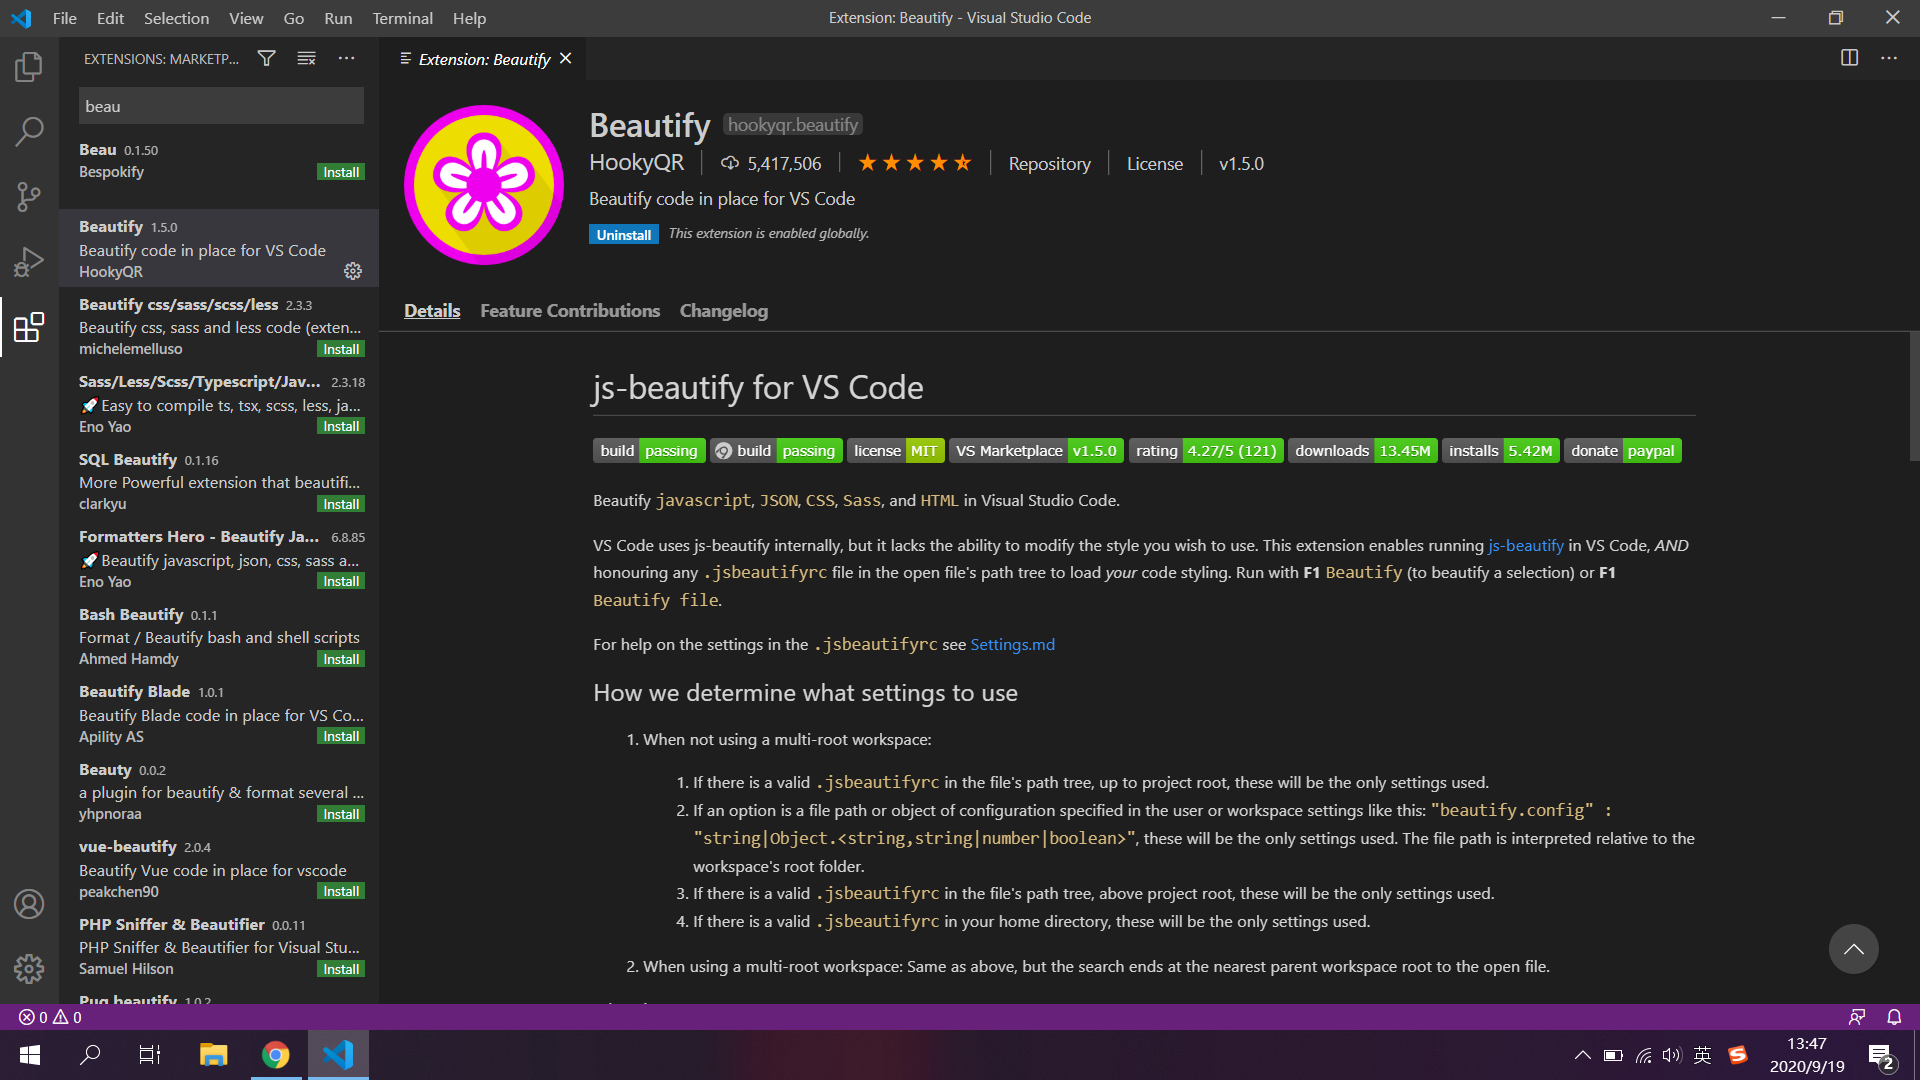 File Edit Selection View Go Run Terminal Help
Extension: Beautify - Visual Studio Code
EXTENSIONS: MARKETP...
beau
Beau 0.1.50
Bespokify
Install
Beautify 1.5.0
Beautify code in place for VS Code
HookyQR
Beautify css/sass/scss/less 2.3.3
Beautify css, sass and less code (exten...
michelemelluso
Install
Sass/Less/Scss/Typescript/Jav... 2.3.18
Easy to compile ts, tsx, scss, less, ja...
Eno Yao
Install
SQL Beautify 0.1.16
More Powerful extension that beautifi...
clarkyu
Install
Formatters Hero - Beautify Ja... 6.8.85
Beautify javascript, json, css, sass a...
Eno Yao
Install
Bash Beautify 0.1.1
Format / Beautify bash and shell scripts
Ahmed Hamdy
Install
Beautify Blade 1.0.1
Beautify Blade code in place for VS Co...
Apility AS
Install
Beauty 0.0.2
a plugin for beautify & format several ...
yhpnoraa
Install
vue-beautify 2.0.4
Beautify Vue code in place for vscode
peakchen90
Install
PHP Sniffer & Beautifier 0.0.11
PHP Sniffer & Beautifier for Visual Stu...
Samuel Hilson
Install
Pug beautify 1.0.2
Extension: Beautify
Beautify hookyqr.beautify
HookyQR 5,417,506 Repository License v1.5.0
Beautify code in place for VS Code
Uninstall This extension is enabled globally.
Details Feature Contributions Changelog
js-beautify for VS Code
build passing build passing license MIT VS Marketplace v1.5.0 rating 4.27/5 (121) downloads 13.45M installs 5.42M donate paypal
Beautify javascript, JSON, CSS, Sass, and HTML in Visual Studio Code.
VS Code uses js-beautify internally, but it lacks the ability to modify the style you wish to use. This extension enables running js-beautify in VS Code, AND
honouring any .jsbeautifyrc file in the open file's path tree to load your code styling. Run with F1 Beautify (to beautify a selection) or F1
Beautify file.
For help on the settings in the .jsbeautifyrc see Settings.md
How we determine what settings to use
1. When not using a multi-root workspace:
1. If there is a valid .jsbeautifyrc in the file's path tree, up to project root, these will be the only settings used.
2. If an option is a file path or object of configuration specified in the user or workspace settings like this: "beautify.config" :
"string|Object.<string,string|number|boolean>", these will be the only settings used. The file path is interpreted relative to the
workspace's root folder.
3. If there is a valid .jsbeautifyrc in the file's path tree, above project root, these will be the only settings used.
4. If there is a valid .jsbeautifyrc in your home directory, these will be the only settings used.
2. When using a multi-root workspace: Same as above, but the search ends at the nearest parent workspace root to the open file.
0 0
英
13:47
2020/9/19
2